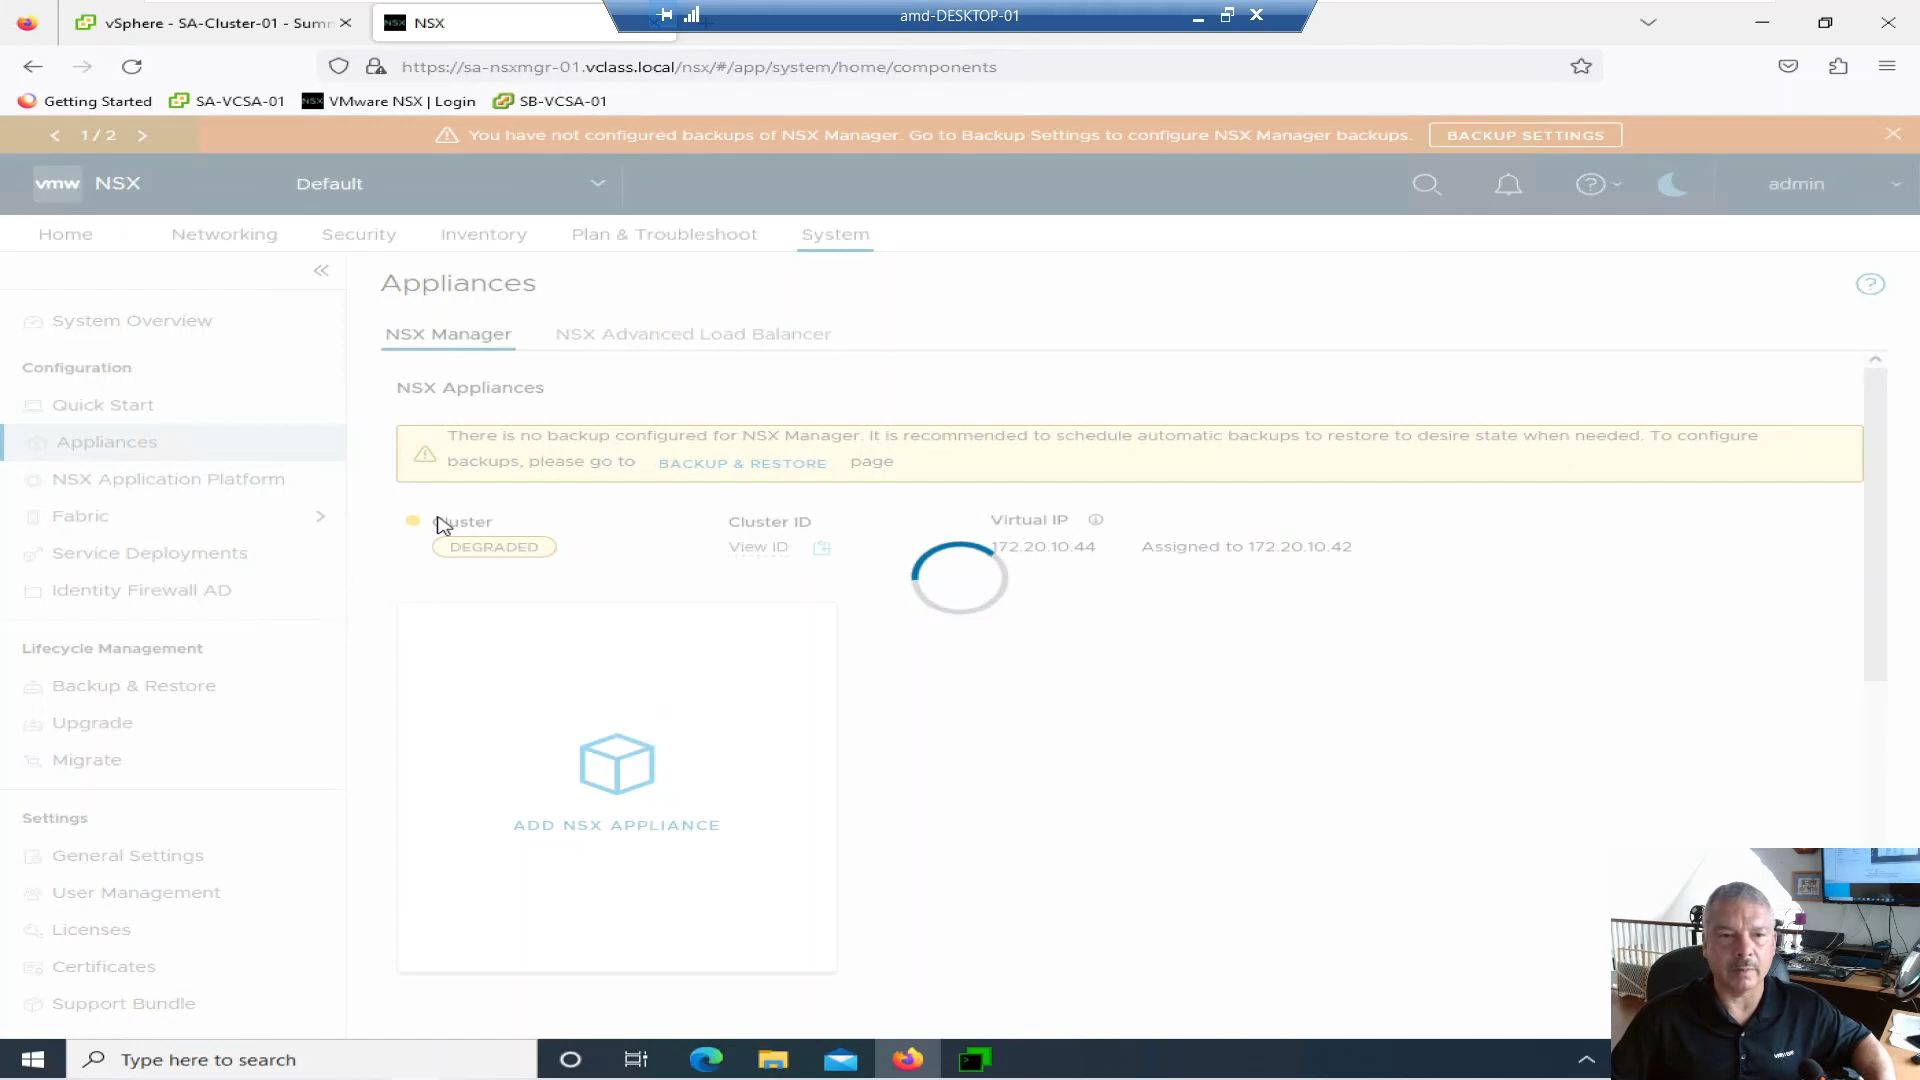 vSphere - SA-Cluster-01 - Summ
NSX
amd-DESKTOP-01
https://sa-nsxmgr-01.vclass.local/nsx/#/app/system/home/components
Getting Started
SA-VCSA-01
NSX
VMware NSX | Login
SB-VCSA-01
1 / 2
You have not configured backups of NSX Manager. Go to Backup Settings to configure NSX Manager backups.
BACKUP SETTINGS
vmw
NSX
Default
admin
Home
Networking
Security
Inventory
Plan & Troubleshoot
System
System Overview
Configuration
Quick Start
Appliances
NSX Application Platform
Fabric
Service Deployments
Identity Firewall AD
Lifecycle Management
Backup & Restore
Upgrade
Migrate
Settings
General Settings
User Management
Licenses
Certificates
Support Bundle
Appliances
NSX Manager
NSX Advanced Load Balancer
NSX Appliances
There is no backup configured for NSX Manager. It is recommended to schedule automatic backups to restore to desire state when needed. To configure
backups, please go to BACKUP & RESTORE page
Cluster
DEGRADED
Cluster ID
View ID
Virtual IP
172.20.10.44
Assigned to 172.20.10.42
ADD NSX APPLIANCE
Type here to search